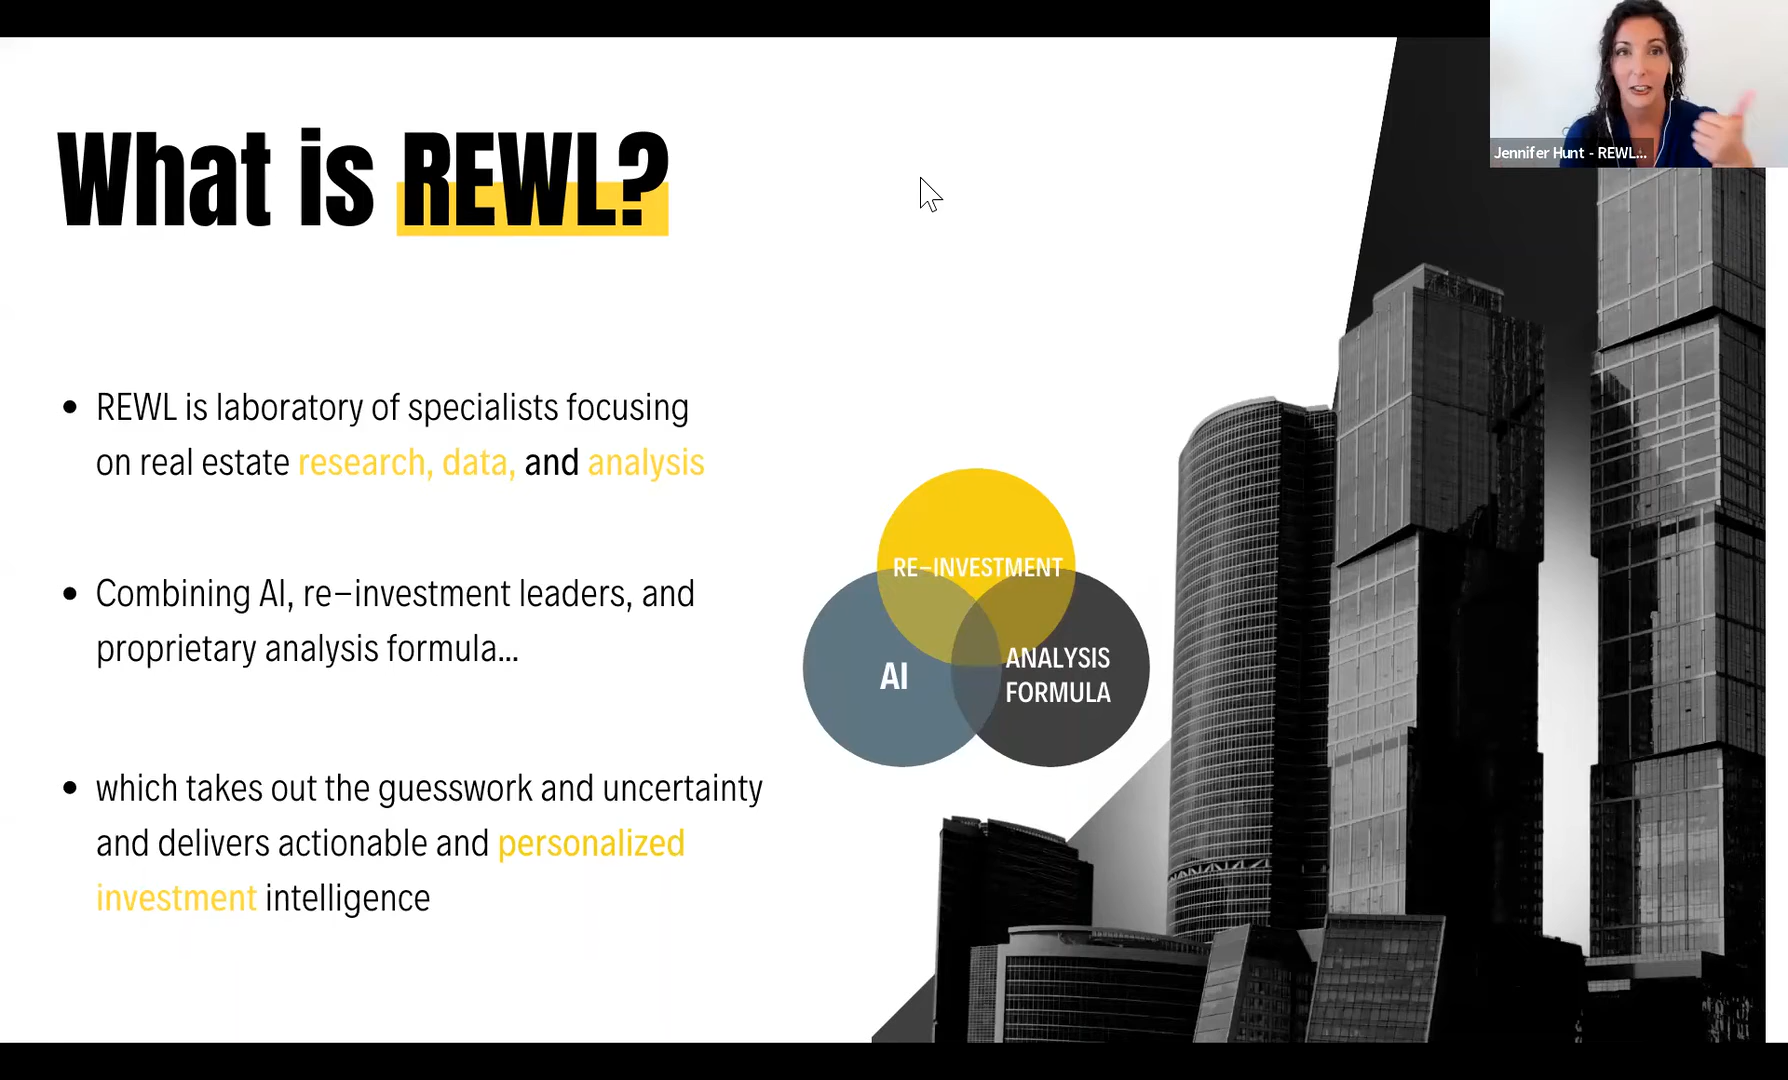 Jennifer Hunt - REWL...
What is REWL?
• REWL is laboratory of specialists focusing
on real estate research, data, and analysis
• Combining AI, re–investment leaders, and
proprietary analysis formula...
• which takes out the guesswork and uncertainty
and delivers actionable and personalized
investment intelligence
RE–INVESTMENT
AI
ANALYSIS
FORMULA